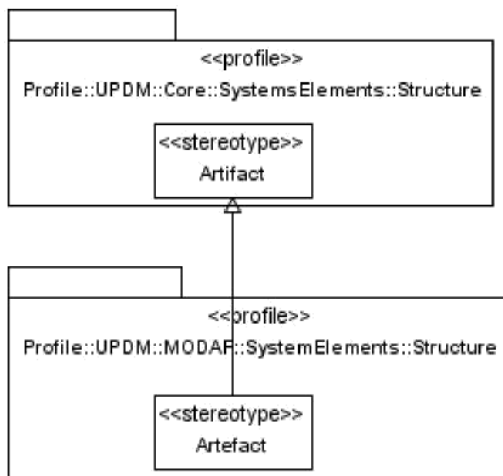 <<profile>>
Profile::UPDM::Core::SystemsElements::Structure
<<stereotype>>
Artifact
<<profile>>
Profile::UPDM::MODAF::SystemElements::Structure
<<stereotype>>
Artefact